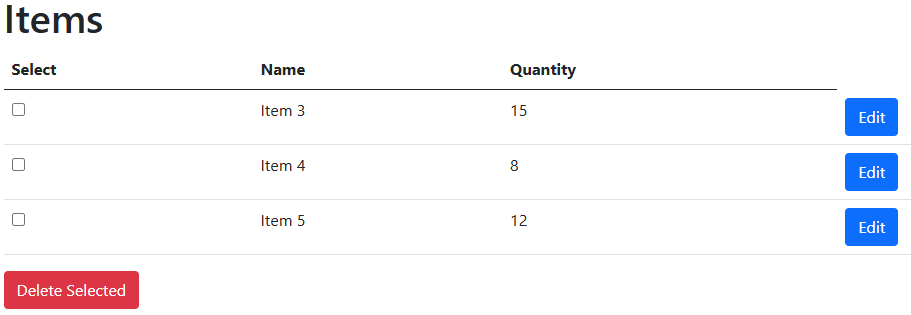 Items
Select Name Quantity
Item 3 15 Edit
Item 4 8 Edit
Item 5 12 Edit
Delete Selected